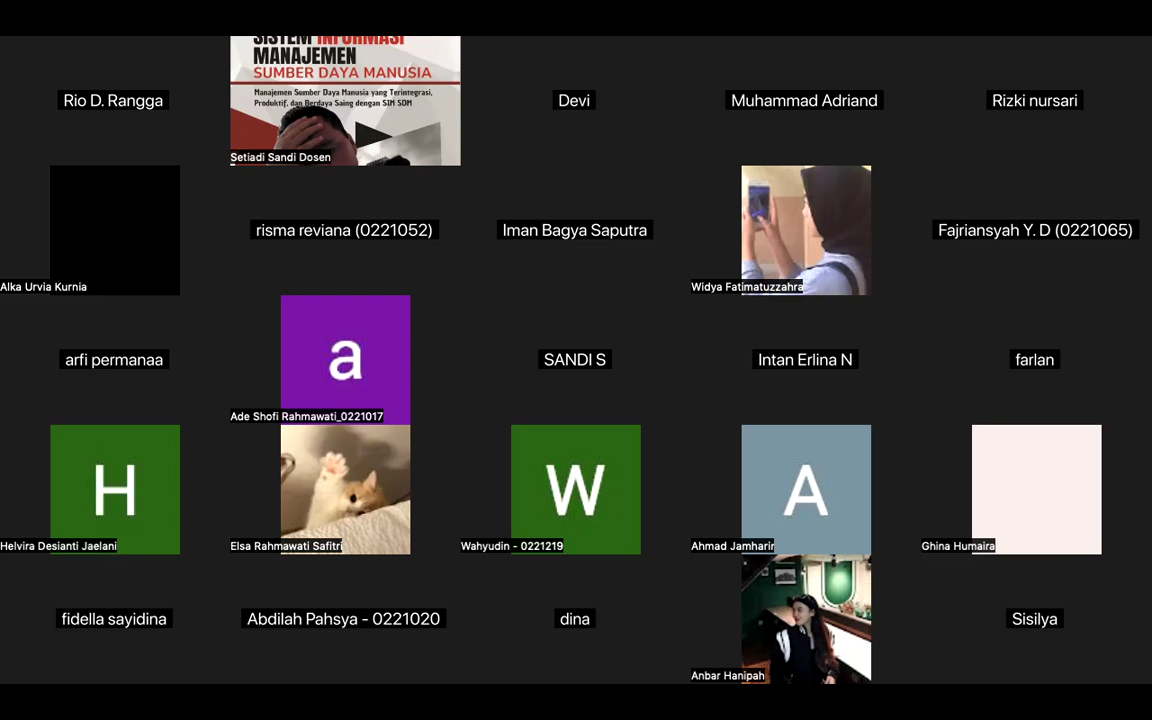 SISTEM INFORMASI
MANAJEMEN
SUMBER DAYA MANUSIA
Manajemen Sumber Daya Manusia yang Terintegrasi,
Produktif, dan Berdaya Saing dengan SIM SDM
Rio D. Rangga
Setiadi Sandi Dosen
Devi
Muhammad Adriand
Rizki nursari
Alka Urvia Kurnia
risma reviana (0221052)
Iman Bagya Saputra
Widya Fatimatuzzahra
Fajriansyah Y. D (0221065)
arfi permanaa
a
Ade Shofi Rahmawati_0221017
SANDI S
Intan Erlina N
farlan
H
Helvira Desianti Jaelani
Elsa Rahmawati Safitri
W
Wahyudin - 0221219
A
Ahmad Jamharir
Ghina Humaira
fidella sayidina
Abdilah Pahsya - 0221020
dina
Anbar Hanipah
Sisilya